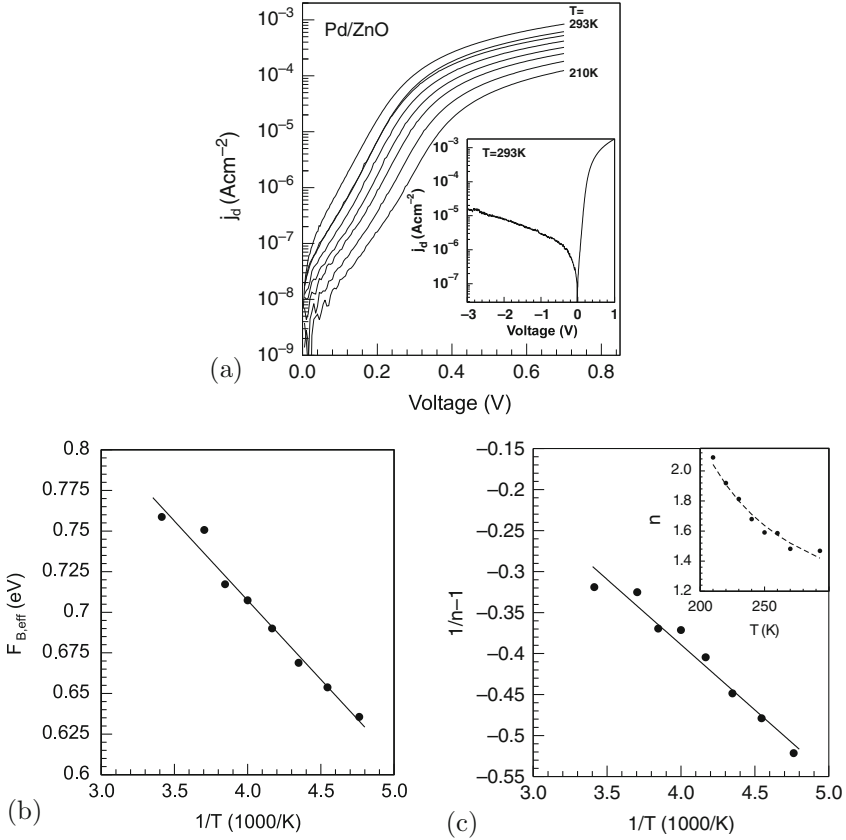 Pd/ZnO
T=
293K
210K
10⁻³
10⁻⁴
10⁻⁵
10⁻⁶
10⁻⁷
10⁻⁸
10⁻⁹
j_d (Acm⁻²)
0.0 0.2 0.4 0.6 0.8
Voltage (V)
(a)
T=293K
10⁻³
10⁻⁴
10⁻⁵
10⁻⁶
10⁻⁷
j_d (Acm⁻²)
−3 −2 −1 0 1
Voltage (V)
0.8
0.775
0.75
0.725
0.7
0.675
0.65
0.625
0.6
F_B,eff (eV)
3.0 3.5 4.0 4.5 5.0
1/T (1000/K)
(b)
−0.15
−0.2
−0.3
−0.35
−0.4
−0.45
−0.5
−0.55
1/n−1
3.0 3.5 4.0 4.5 5.0
1/T (1000/K)
(c)
2.0
1.8
1.6
1.4
1.2
n
200 250 300
T (K)